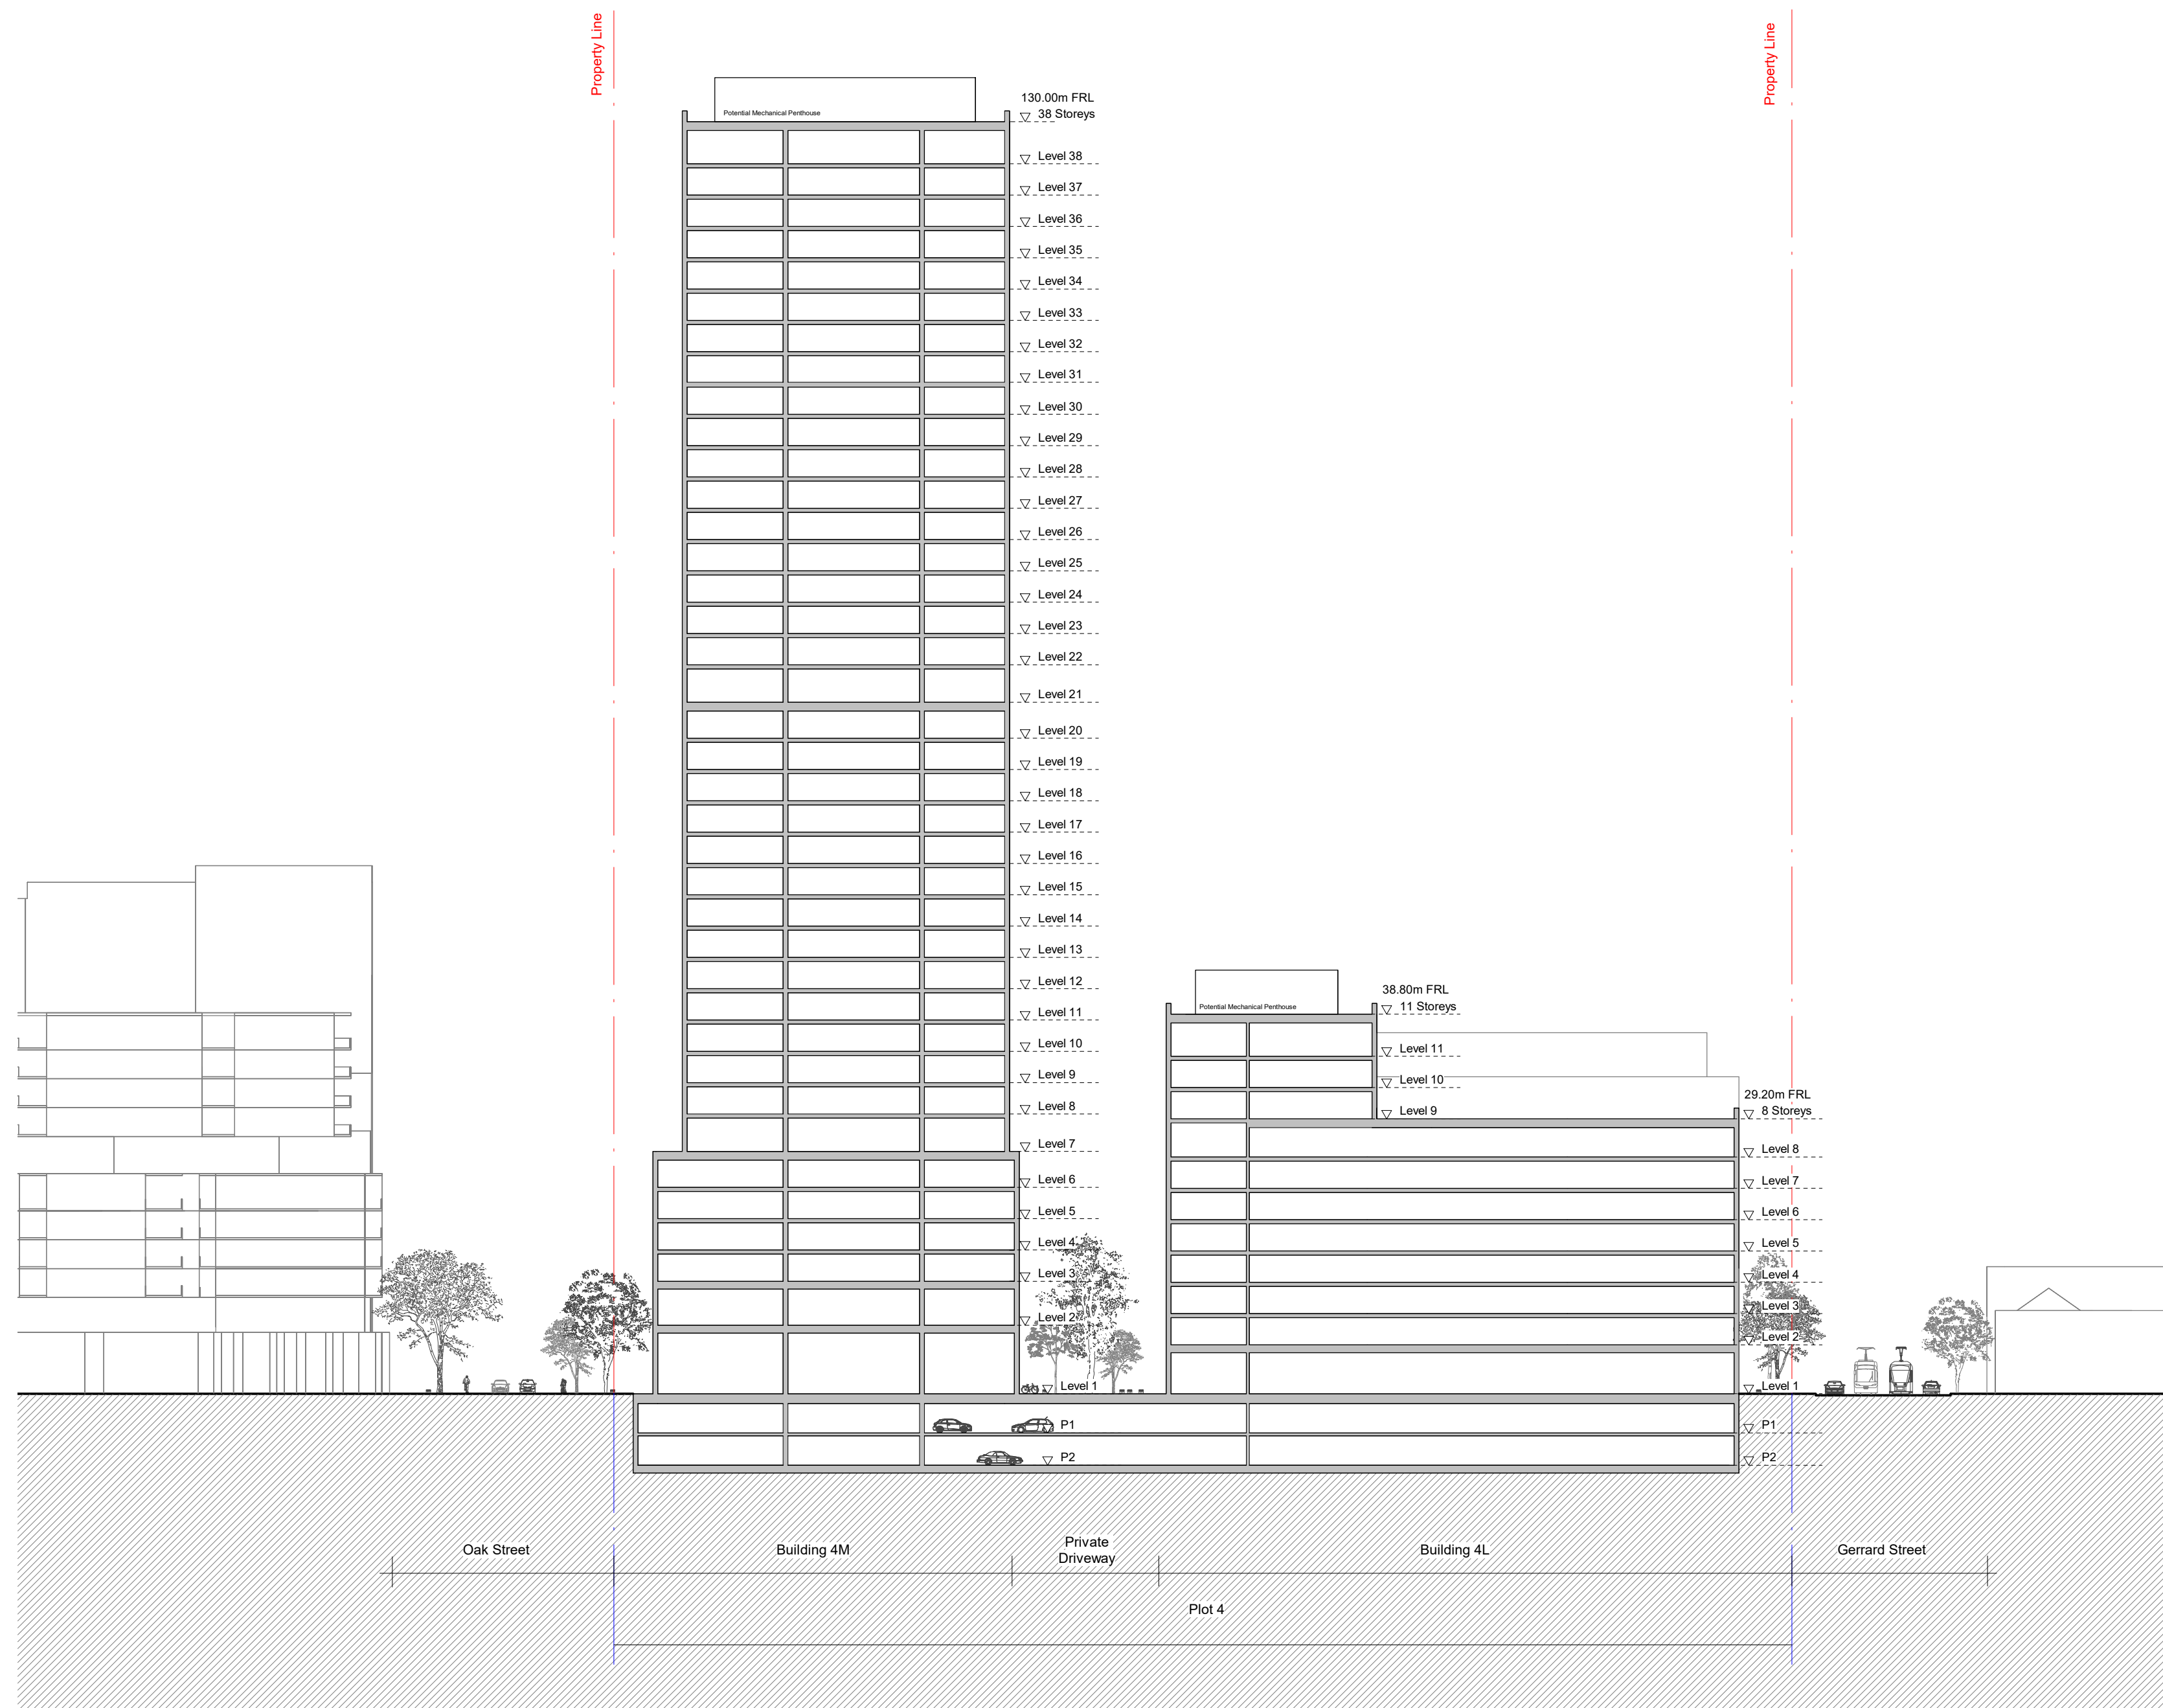 Property Line
Property Line
Potential Mechanical Penthouse
130.00m FRL
38 Storeys
Level 38
Level 37
Level 36
Level 35
Level 34
Level 33
Level 32
Level 31
Level 30
Level 29
Level 28
Level 27
Level 26
Level 25
Level 24
Level 23
Level 22
Level 21
Level 20
Level 19
Level 18
Level 17
Level 16
Level 15
Level 14
Level 13
Level 12
Level 11
Level 10
Level 9
Level 8
Level 7
Level 6
Level 5
Level 4
Level 3
Level 2
Level 1
P1
P2
Potential Mechanical Penthouse
38.80m FRL
11 Storeys
Level 11
Level 10
Level 9
29.20m FRL
8 Storeys
Level 8
Level 7
Level 6
Level 5
Level 4
Level 3
Level 2
Level 1
P1
P2
Oak Street
Building 4M
Private
Driveway
Building 4L
Gerrard Street
Plot 4